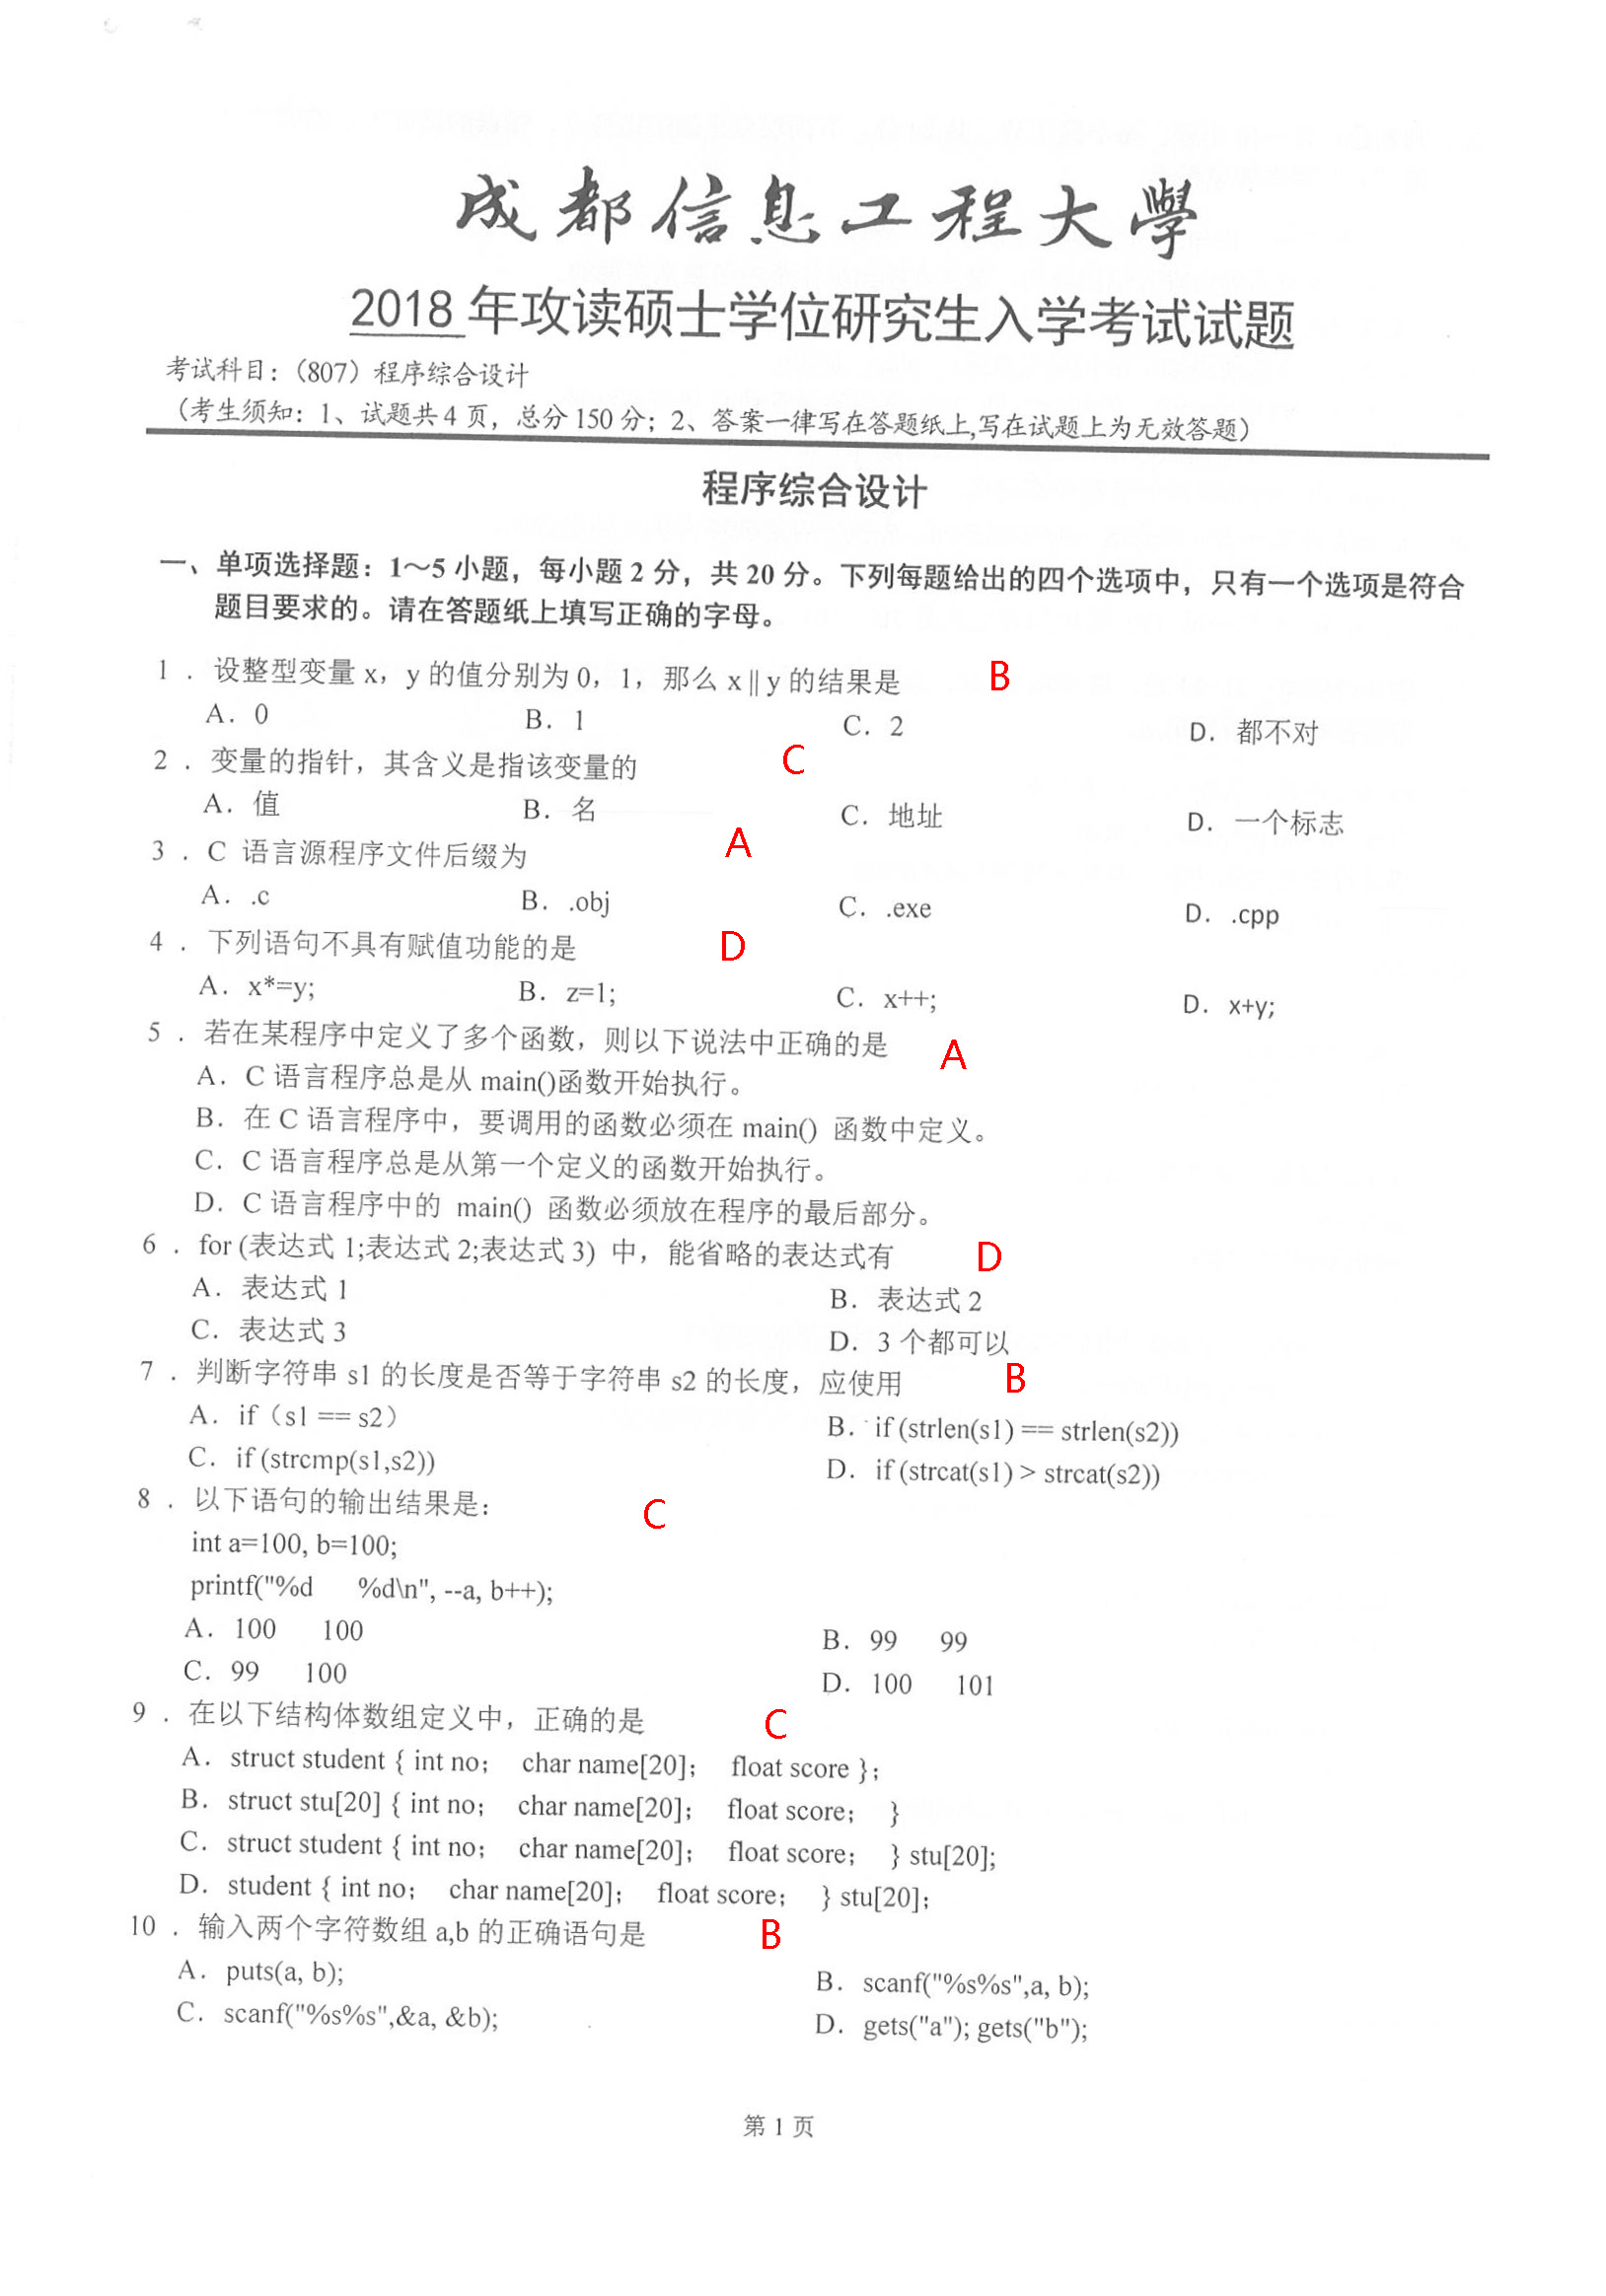 成都信息工程大學
2018 年攻读硕士学位研究生入学考试试题
考试科目：（807）程序综合设计
（考生须知：1、试题共 4 页，总分 150 分；2、答案一律写在答题纸上,写在试题上为无效答题）
程序综合设计
一、单项选择题：1～5 小题，每小题 2 分，共 20 分。下列每题给出的四个选项中，只有一个选项是符合
题目要求的。请在答题纸上填写正确的字母。
1 ．设整型变量 x，y 的值分别为 0，1，那么 x || y 的结果是 B
A．0 B．1 C．2 D．都不对
2 ．变量的指针，其含义是指该变量的 C
A．值 B．名 C．地址 D．一个标志
3 ．C 语言源程序文件后缀为 A
A．.c B．.obj C．.exe D．.cpp
4 ．下列语句不具有赋值功能的是 D
A．x*=y; B．z=1; C．x++; D．x+y;
5 ．若在某程序中定义了多个函数，则以下说法中正确的是 A
A．C 语言程序总是从 main()函数开始执行。
B．在 C 语言程序中，要调用的函数必须在 main() 函数中定义。
C．C 语言程序总是从第一个定义的函数开始执行。
D．C 语言程序中的 main() 函数必须放在程序的最后部分。
6 ．for (表达式 1;表达式 2;表达式 3) 中，能省略的表达式有 D
A．表达式 1 B．表达式 2
C．表达式 3 D．3 个都可以
7 ．判断字符串 s1 的长度是否等于字符串 s2 的长度，应使用 B
A．if（s1 == s2） B．if (strlen(s1) == strlen(s2))
C．if (strcmp(s1,s2)) D．if (strcat(s1) > strcat(s2))
8 ．以下语句的输出结果是: C
int a=100, b=100;
printf("%d %d\n", --a, b++);
A．100 100 B．99 99
C．99 100 D．100 101
9 ．在以下结构体数组定义中，正确的是 C
A．struct student { int no； char name[20]； float score }；
B．struct stu[20] { int no； char name[20]； float score； }
C．struct student { int no； char name[20]； float score； } stu[20];
D．student { int no； char name[20]； float score； } stu[20]；
10 ．输入两个字符数组 a,b 的正确语句是 B
A．puts(a, b); B．scanf("%s%s",a, b);
C．scanf("%s%s",&a, &b); D．gets("a"); gets("b");
第 1 页